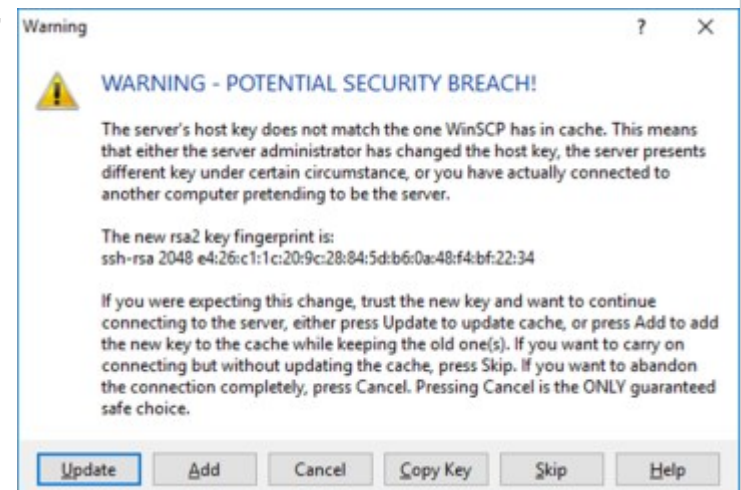 Warning
?
WARNING - POTENTIAL SECURITY BREACH!
The server's host key does not match the one WinSCP has in cache. This means
that either the server administrator has changed the host key, the server presents
different key under certain circumstance, or you have actually connected to
another computer pretending to be the server.
The new rsa2 key fingerprint is:
ssh-rsa 2048 e4:26:c1:1c:20:9c:28:84:5d:b6:0a:48:f4:bf:22:34
If you were expecting this change, trust the new key and want to continue
connecting to the server, either press Update to update cache, or press Add to add
the new key to the cache while keeping the old one(s). If you want to carry on
connecting but without updating the cache, press Skip. If you want to abandon
the connection completely, press Cancel. Pressing Cancel is the ONLY guaranteed
safe choice.
Update Add Cancel Copy Key Skip Help